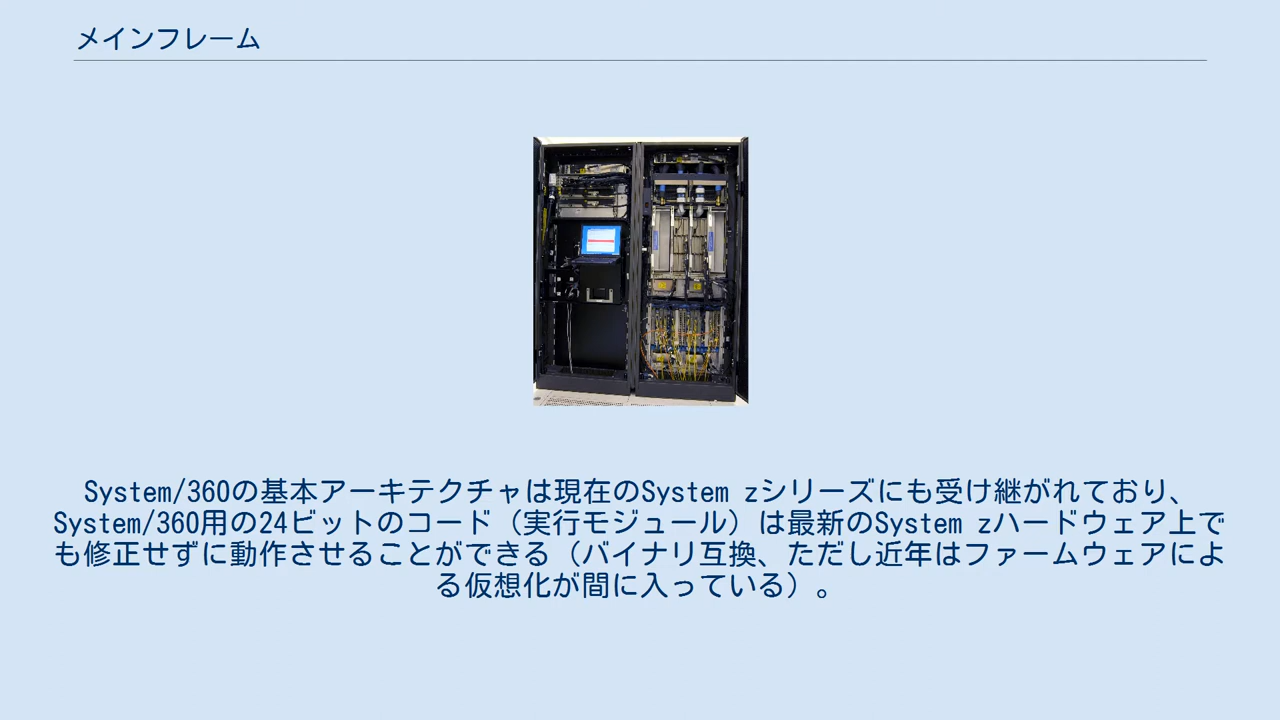 メインフレーム
System/360の基本アーキテクチャは現在のSystem zシリーズにも受け継がれており、
System/360用の24ビットのコード（実行モジュール）は最新のSystem zハードウェア上で
も修正せずに動作させることができる（バイナリ互換、ただし近年はファームウェアによ
る仮想化が間に入っている）。